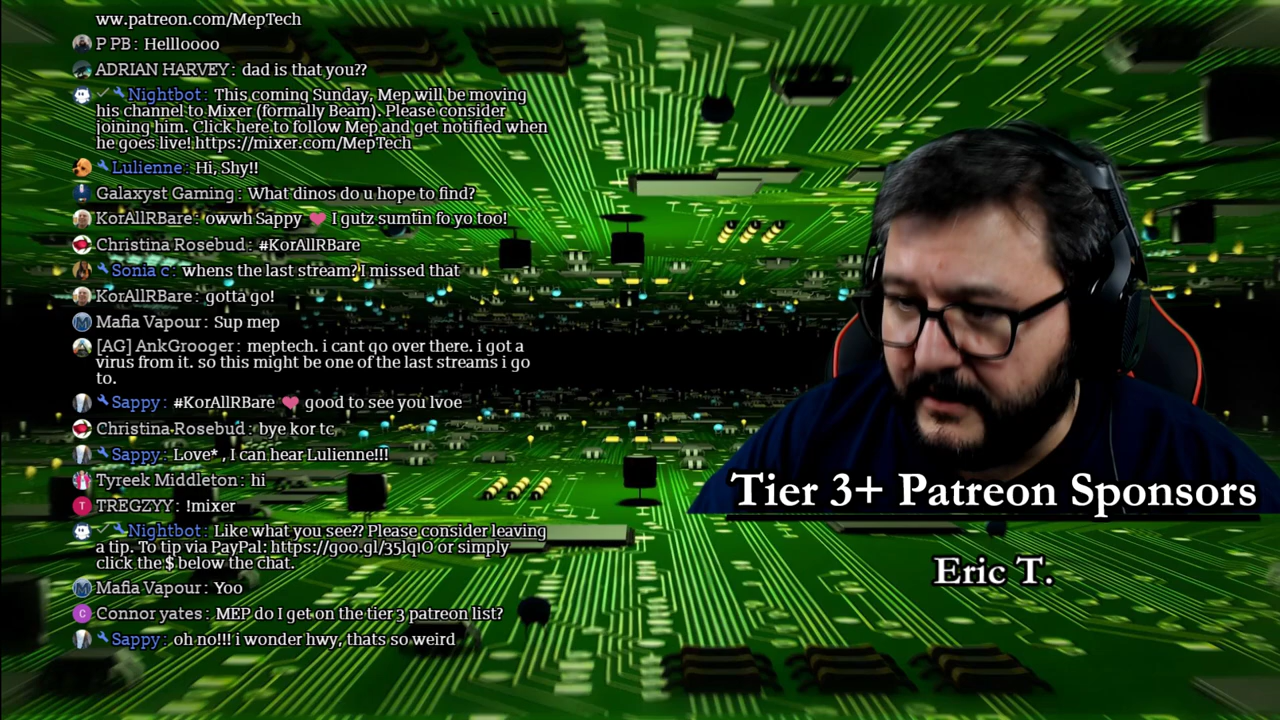 ww.patreon.com/MepTech
P PB: Hellloooo
ADRIAN HARVEY: dad is that you??
Nightbot: This coming Sunday, Mep will be moving
his channel to Mixer (formally Beam). Please consider
joining him. Click here to follow Mep and get notified when
he goes live! https://mixer.com/MepTech
Lulienne: Hi, Shy!!
Galaxyst Gaming: What dinos do u hope to find?
KorAllRBare: owwl Sappy ❤ I gutz sumtin fo yo too!
Christina Rosebud: #KorAllRBare
Sonia c: whens the last stream? I missed that
KorAllRBare: gotta go!
Mafia Vapour: Sup mep
[AG] AnkGrooger: meptech. i cant go over there. i got a
virus from it. so this might be one of the last streams i go
to.
Sappy: #KorAllRBare ❤ good to see you lvoe
Christina Rosebud: bye kor tc
Sappy: Love* , I can hear Lulienne!!!
Tyreek Middleton: hi
T TREGZYY: !mixer
Nightbot: Like what you see?? Please consider leaving
a tip. To tip via PayPal: https://goo.gl/35lqiO or simply
click the $ below the chat.
Mafia Vapour: Yoo
C Connor yates: MEP do I get on the tier 3 patreon list?
Sappy: oh no!!! i wonder hwy, thats so weird
Tier 3+ Patreon Sponsors
Eric T.